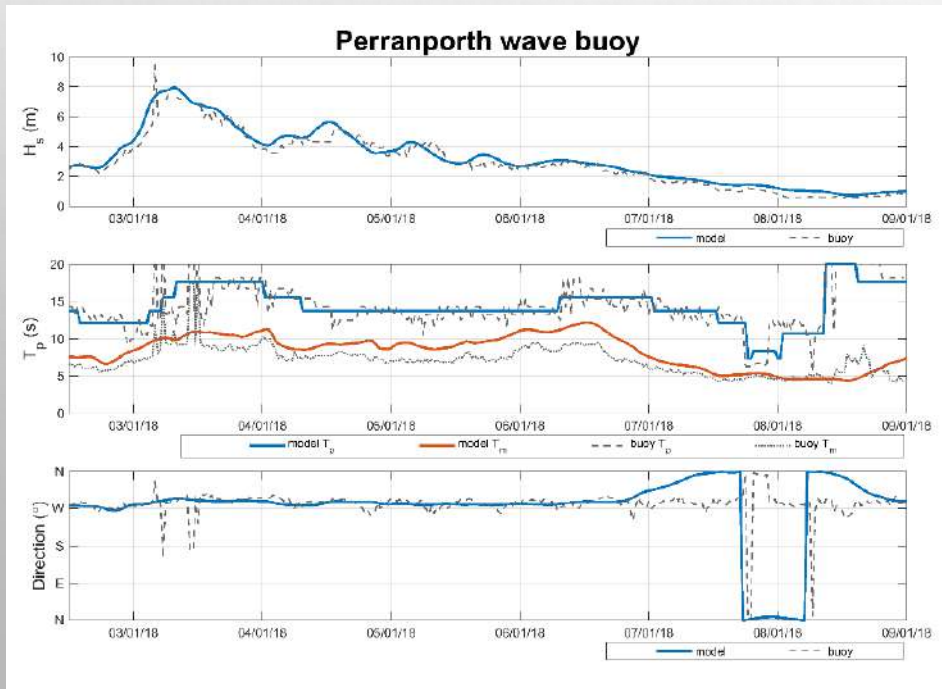 Perranporth wave buoy
10
8
6
4
2
0
H_s (m)
03/01/18 04/01/18 05/01/18 06/01/18 07/01/18 08/01/18 09/01/18
model buoy
20
15
10
5
0
T_p (s)
03/01/18 04/01/18 05/01/18 06/01/18 07/01/18 08/01/18 09/01/18
model T_p model T_m buoy T_p buoy T_m
N
W
S
E
N
Direction (°)
03/01/18 04/01/18 05/01/18 06/01/18 07/01/18 08/01/18 09/01/18
model buoy